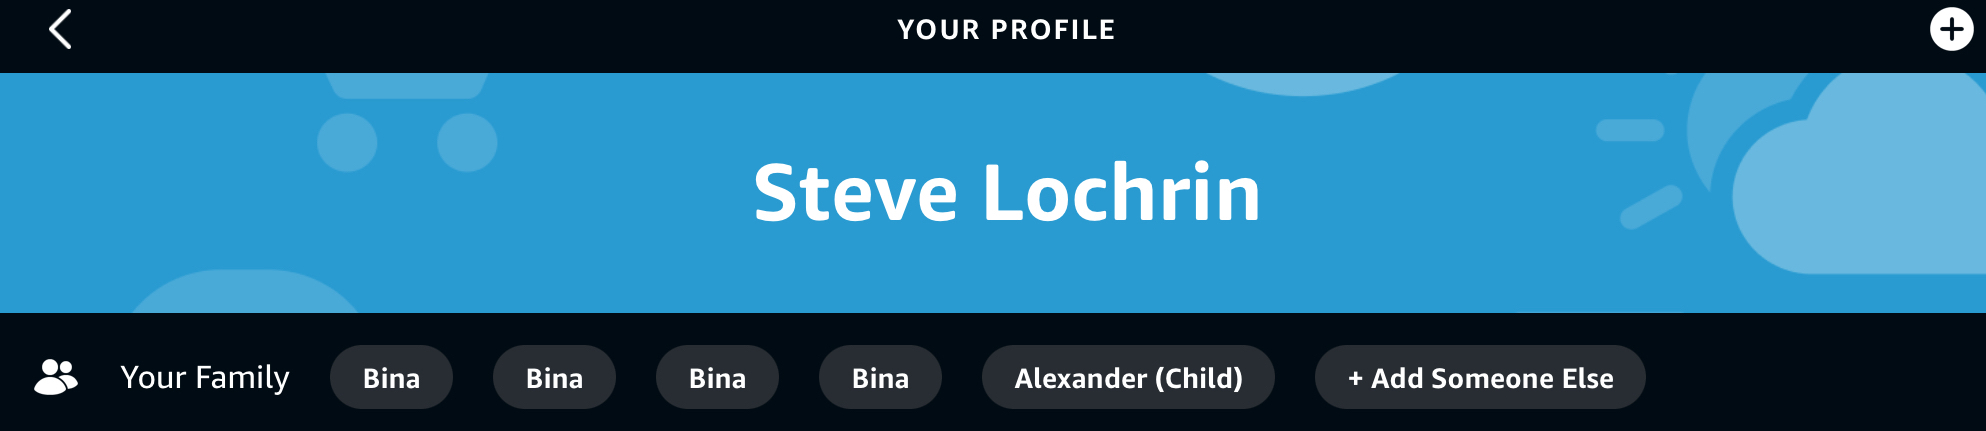 YOUR PROFILE
Steve Lochrin
Your Family Bina Bina Bina Bina Alexander (Child) + Add Someone Else